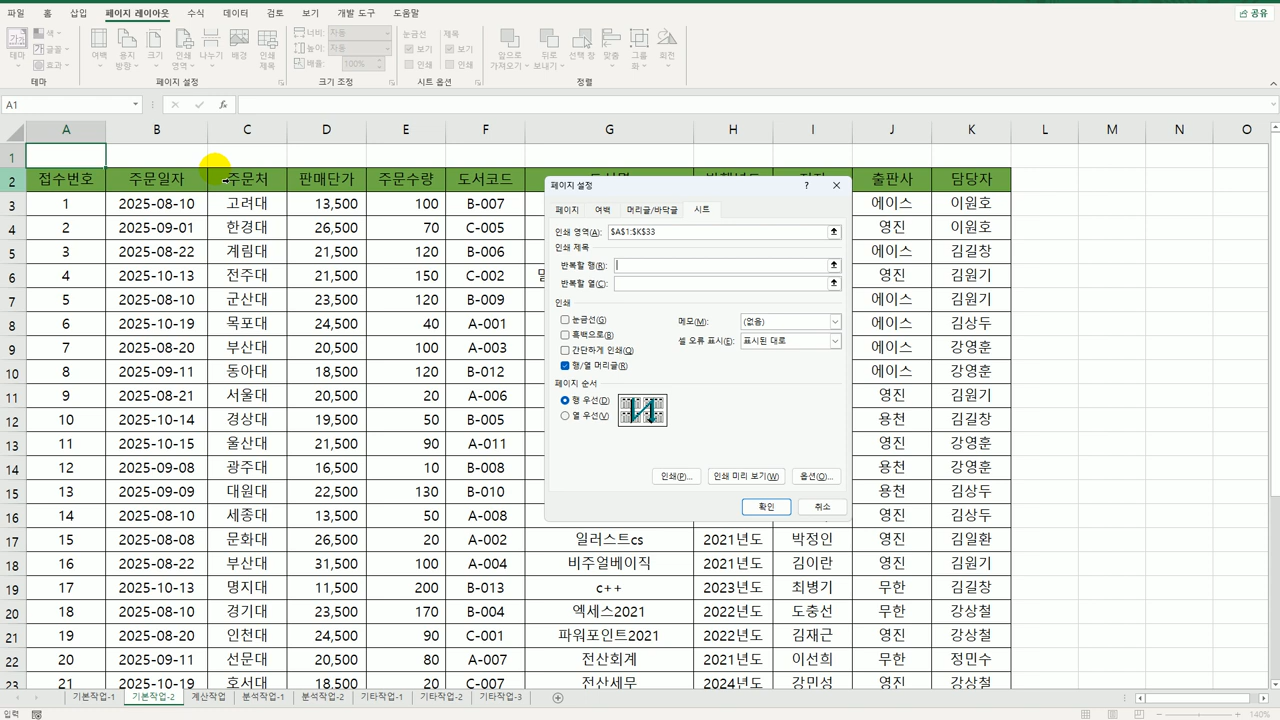 파일 홈 삽입 페이지 레이아웃 수식 데이터 검토 보기 개발 도구 도움말 공유
색 너비: 자동 눈금선 제목
글꼴 높이: 자동 보기 보기
효과 배율: 100% 인쇄 인쇄
테마 여백 용지 방향 크기 인쇄 영역 나누기 배경 인쇄 제목 앞으로 가져오기 뒤로 보내기 선택 창 맞춤 그룹화 회전
테마 페이지 설정 크기 조정 시트 옵션 정렬
A1 fx
A B C D E F G H I J K L M N O
1
2 접수번호 주문일자 주문처 판매단가 주문수량 도서코드 출판사 담당자
3 1 2025-08-10 고려대 13,500 100 B-007 에이스 이원호
4 2 2025-09-01 한경대 26,500 70 C-005 영진 이원호
5 3 2025-08-22 계림대 21,500 120 B-006 에이스 김길창
6 4 2025-10-13 전주대 21,500 150 C-002 영진 김원기
7 5 2025-08-10 군산대 23,500 120 B-009 에이스 김원기
8 6 2025-10-19 목포대 24,500 40 A-001 에이스 김상두
9 7 2025-08-20 부산대 20,500 100 A-003 에이스 강영훈
10 8 2025-09-11 동아대 18,500 120 B-012 에이스 강영훈
11 9 2025-08-21 서울대 20,500 20 A-006 영진 강영훈
12 10 2025-10-14 경상대 19,500 50 B-005 용천 김길창
13 11 2025-10-15 울산대 21,500 90 A-011 영진 강영훈
14 12 2025-09-08 광주대 16,500 10 B-008 용천 강영훈
15 13 2025-09-09 대원대 22,500 130 B-010 용천 김상두
16 14 2025-08-10 세종대 13,500 50 A-008 영진 김상두
17 15 2025-08-08 문화대 26,500 20 A-002 일러스트cs 2021년도 박정인 영진 김일환
18 16 2025-08-22 부산대 31,500 100 A-004 비주얼베이직 2021년도 김이란 영진 김원기
19 17 2025-10-13 명지대 11,500 200 B-013 c++ 2023년도 최병기 무한 김길창
20 18 2025-08-10 경기대 23,500 170 B-004 엑세스2021 2022년도 도충선 무한 강상철
21 19 2025-08-20 인천대 24,500 90 C-001 파워포인트2021 2022년도 김재근 영진 강상철
22 20 2025-09-11 선문대 20,500 80 A-007 전산회계 2021년도 이선희 무한 정민수
23 21 2025-10-19 호서대 18,500 20 C-007 전산세무 2024년도 강민성 영진 강상철
페이지 설정 ? ×
페이지 여백 머리글/바닥글 시트
인쇄 영역(A): $A$1:$K$33
인쇄 제목
반복할 행(R):
반복할 열(C):
인쇄
눈금선(G) 메모(M): (없음)
흑백으로(B) 셀 오류 표시(E): 표시된 대로
간단하게 인쇄(Q)
행/열 머리글(R)
페이지 순서
행 우선(D)
열 우선(V)
인쇄(P)... 인쇄 미리 보기(W) 옵션(O)...
확인 취소
기본작업-1 기본작업-2 계산작업 분석작업-1 분석작업-2 기타작업-1 기타작업-2 기타작업-3
입력 140%